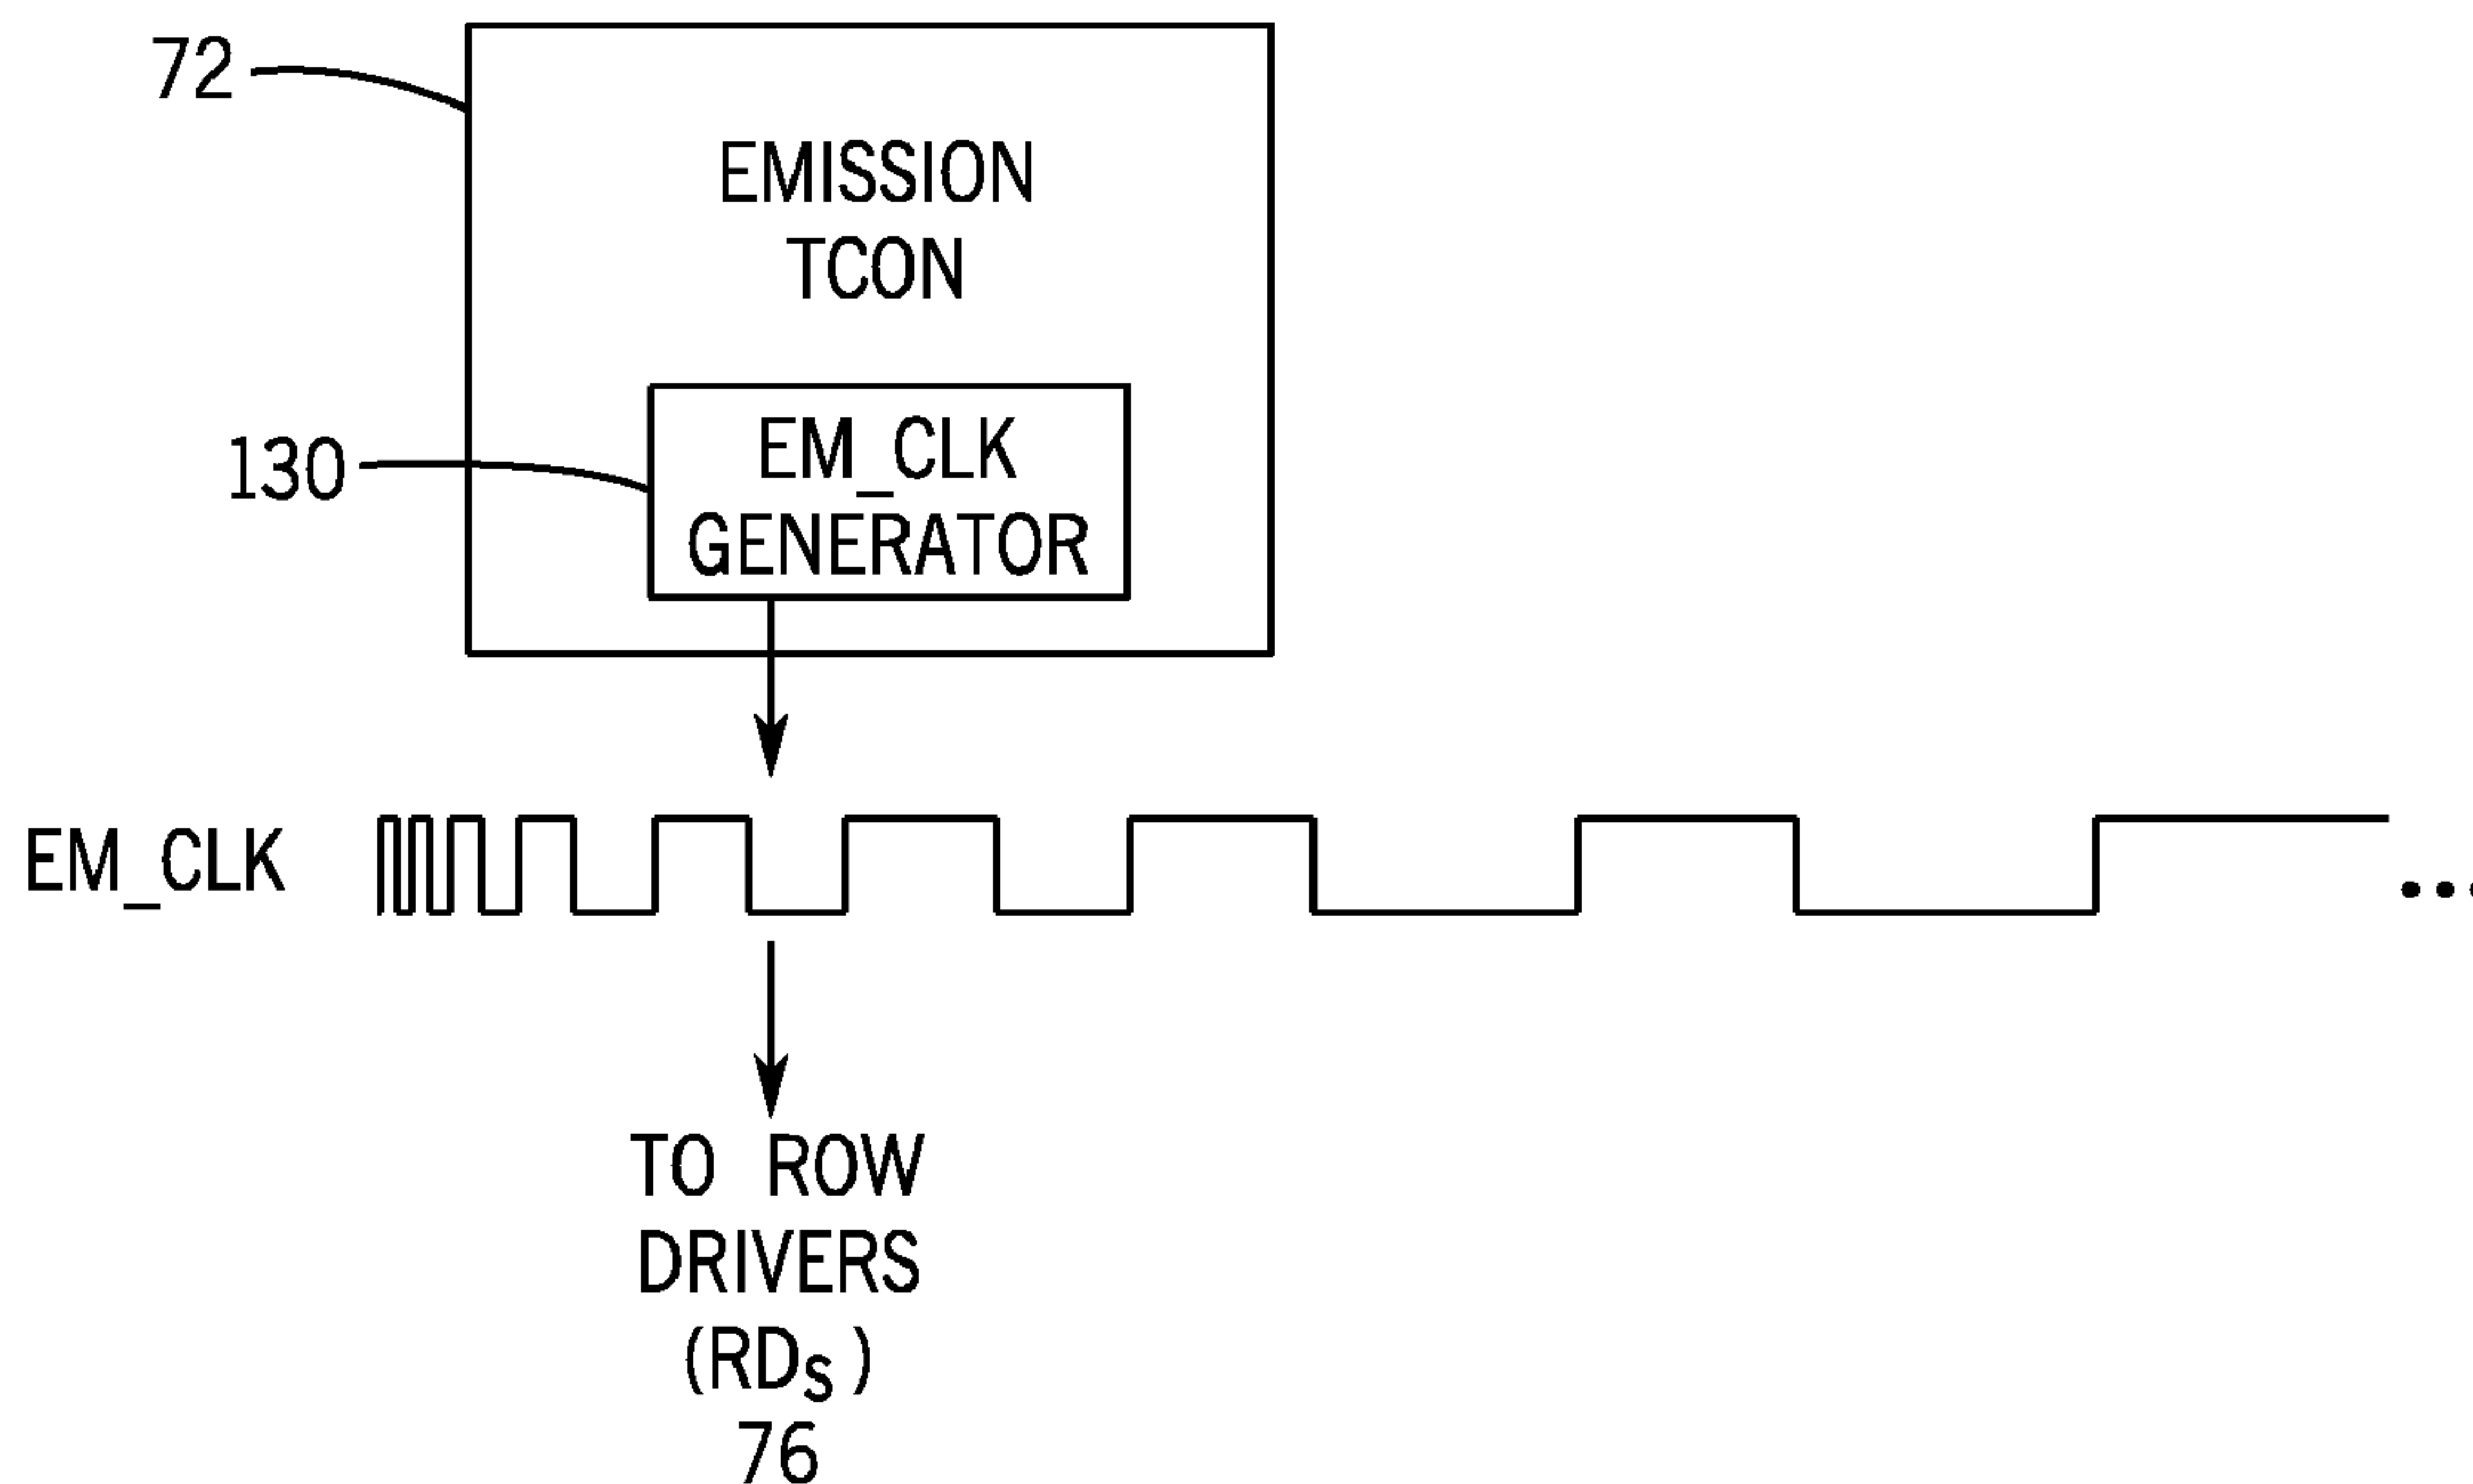 72
EMISSION
TCON
130
EM_CLK
GENERATOR
EM_CLK
...
TO ROW
DRIVERS
(RDs)
76